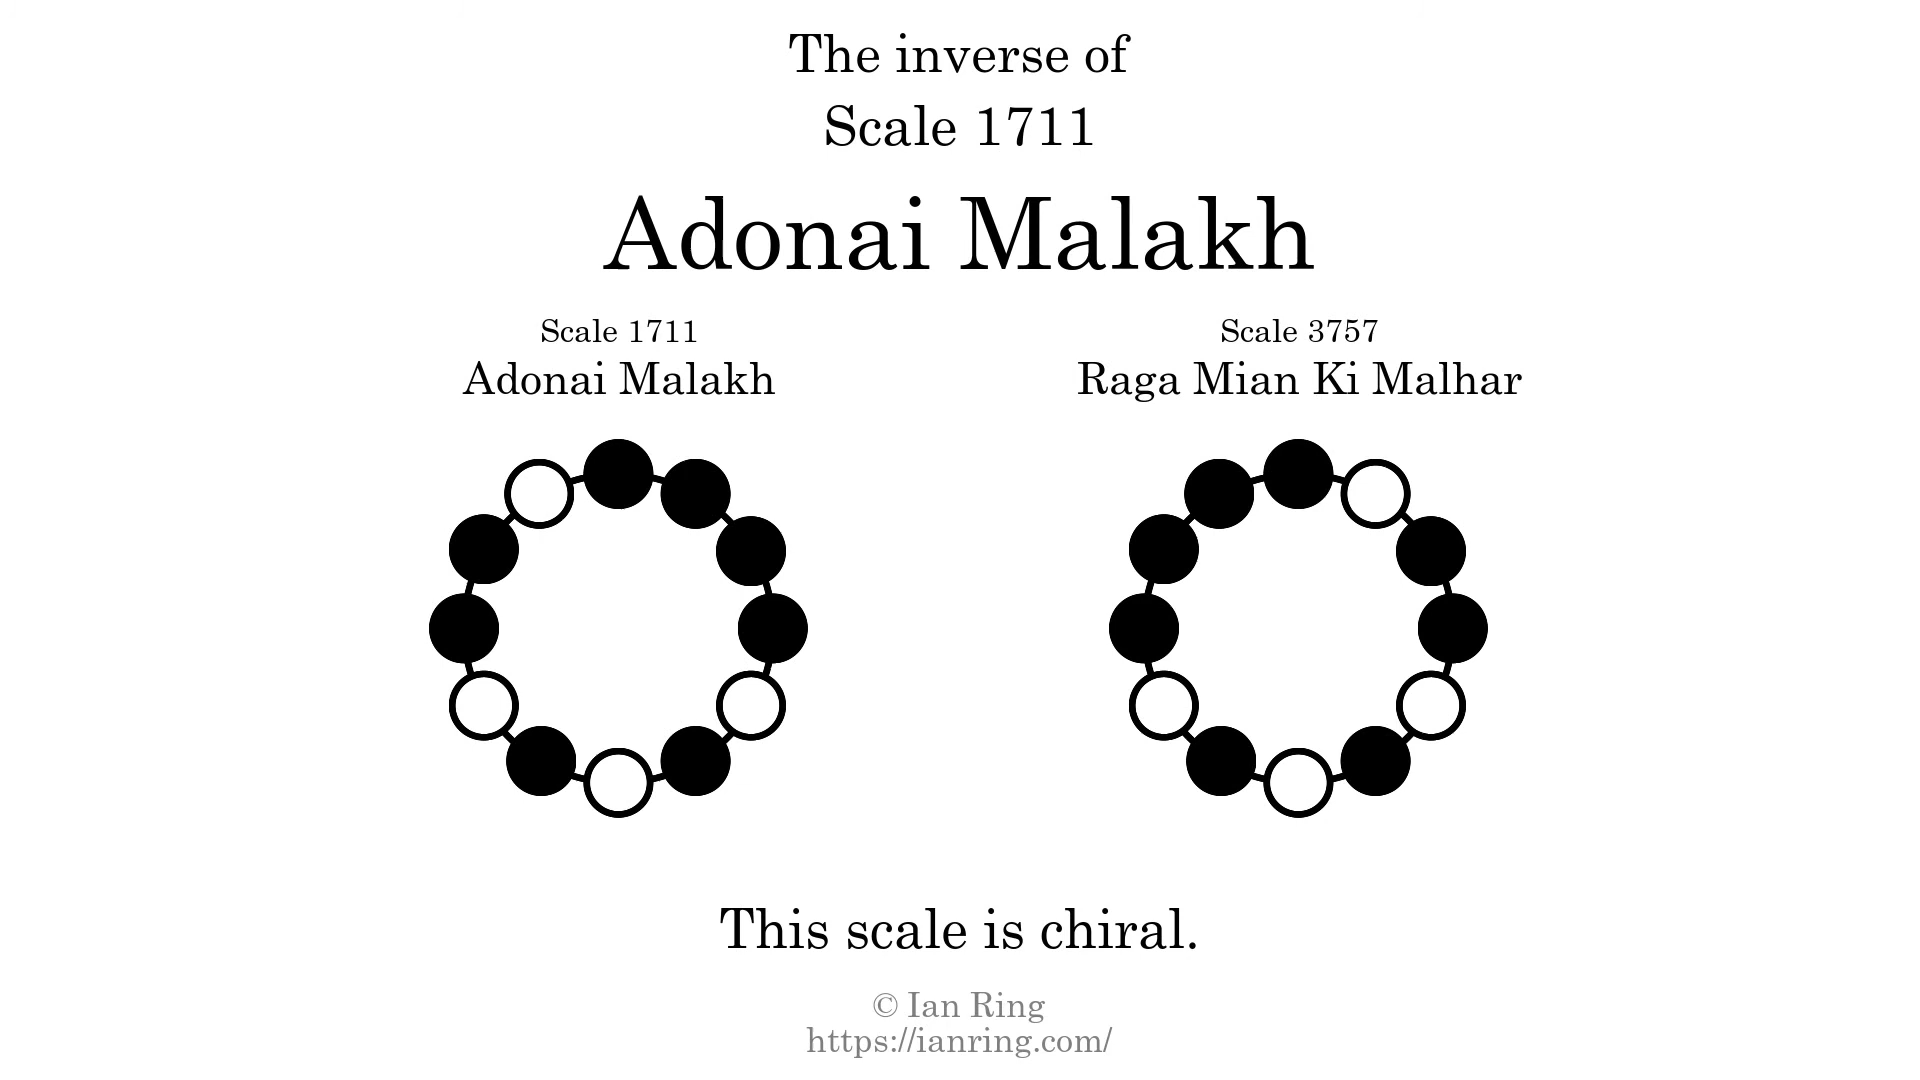 The inverse of
Scale 1711
Adonai Malakh
Scale 1711
Adonai Malakh
Scale 3757
Raga Mian Ki Malhar
This scale is chiral.
© Ian Ring
https://ianring.com/